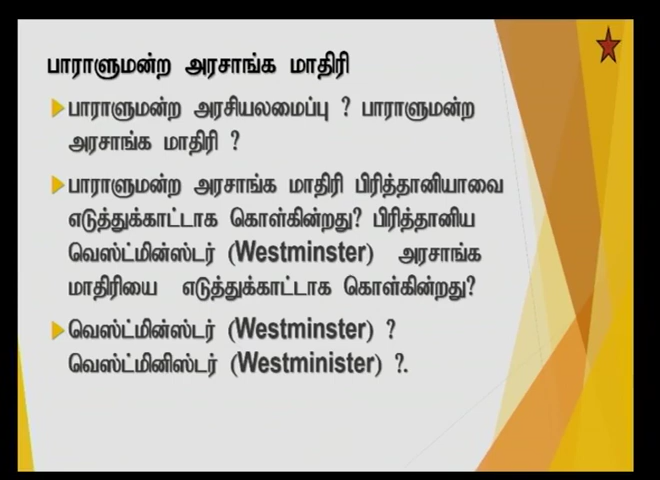 பாராளுமன்ற அரசாங்க மாதிரி
பாராளுமன்ற அரசியலமைப்பு ? பாராளுமன்ற
அரசாங்க மாதிரி ?
பாராளுமன்ற அரசாங்க மாதிரி பிரித்தானியாவை
எடுத்துக்காட்டாக கொள்கின்றது? பிரித்தானிய
வெஸ்ட்மின்ஸ்டர் (Westminster) அரசாங்க
மாதிரியை எடுத்துக்காட்டாக கொள்கின்றது?
வெஸ்ட்மின்ஸ்டர் (Westminster) ?
வெஸ்ட்மினிஸ்டர் (Westminister) ?.